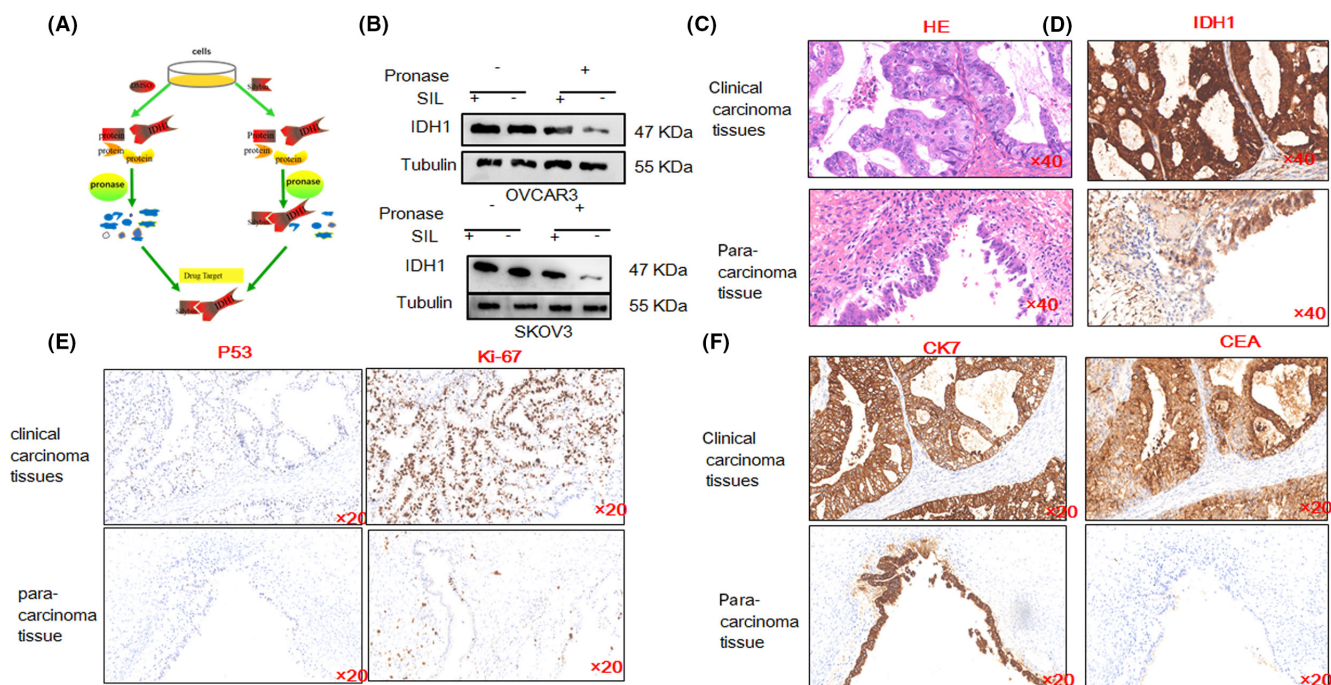 (A)
cells
DMSO
Silybin
protein
IDH1
Protein
IDH1
protein
protein
protein
protein
pronase
pronase
Silybin
IDH1
Drug Target
Silybin
IDH1
(B)
Pronase
-
+
SIL
+
-
+
-
IDH1
47 KDa
Tubulin
55 KDa
OVCAR3
Pronase
-
+
SIL
+
-
+
-
IDH1
47 KDa
Tubulin
55 KDa
SKOV3
(C)
HE
Clinical
carcinoma
tissues
×40
Para-
carcinoma
tissue
×40
(D)
IDH1
×40
×40
(E)
P53
Ki-67
clinical
carcinoma
tissues
×20
×20
para-
carcinoma
tissue
×20
×20
(F)
CK7
CEA
Clinical
carcinoma
tissues
×20
×20
Para-
carcinoma
tissue
×20
×20